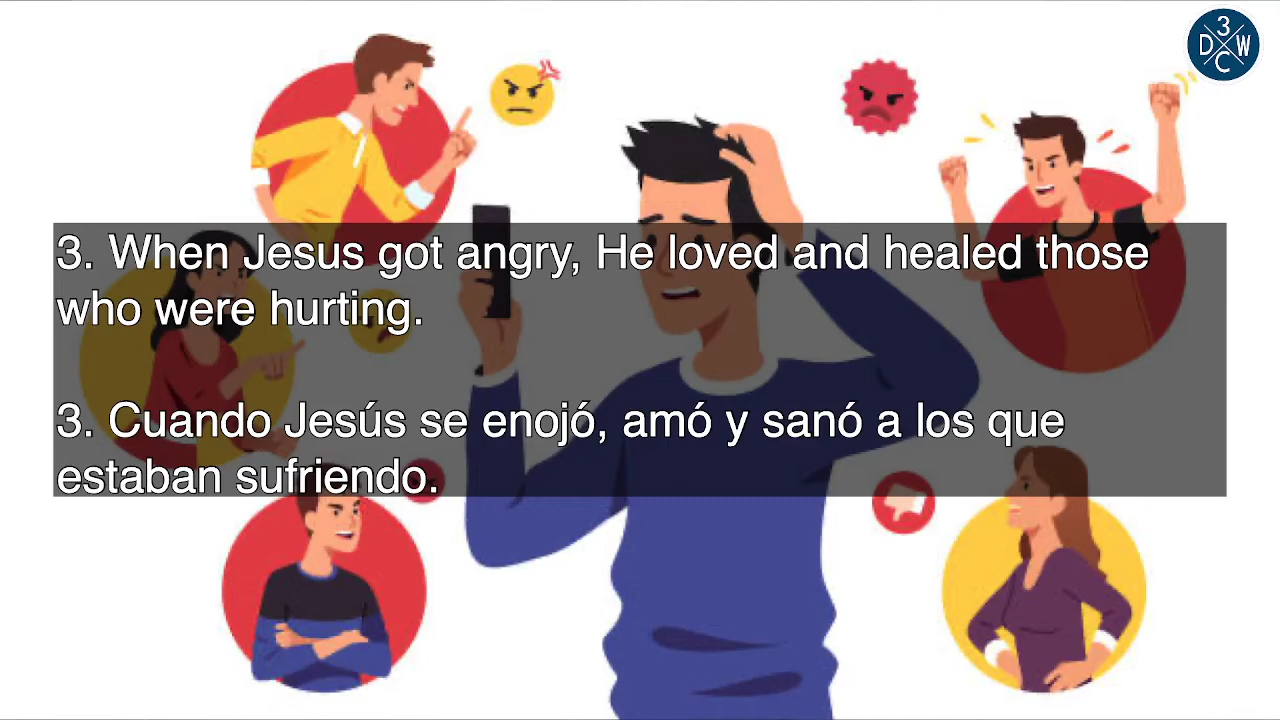 3
D W
C
3. When Jesus got angry, He loved and healed those
who were hurting.
3. Cuando Jesús se enojó, amó y sanó a los que
estaban sufriendo.